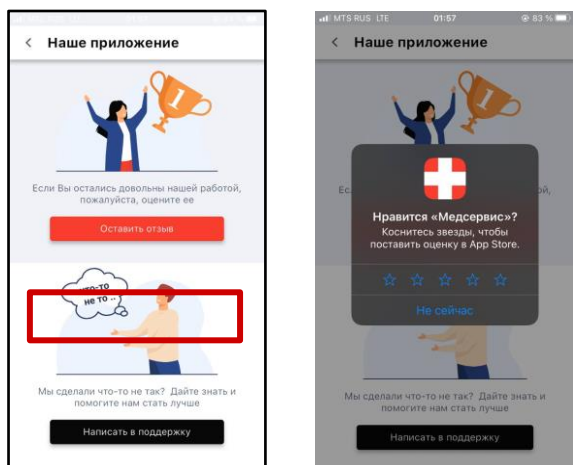 Наше приложение
Если Вы остались довольны нашей работой,
пожалуйста, оцените ее
Оставить отзыв
что-то
не то ..
Мы сделали что-то не так? Дайте знать и
помогите нам стать лучше
Написать в поддержку
MTS RUS LTE 01:57 83 %
Наше приложение
Нравится «Медсервис»?
Коснитесь звезды, чтобы
поставить оценку в App Store.
Не сейчас
Мы сделали что-то не так? Дайте знать и
помогите нам стать лучше
Написать в поддержку